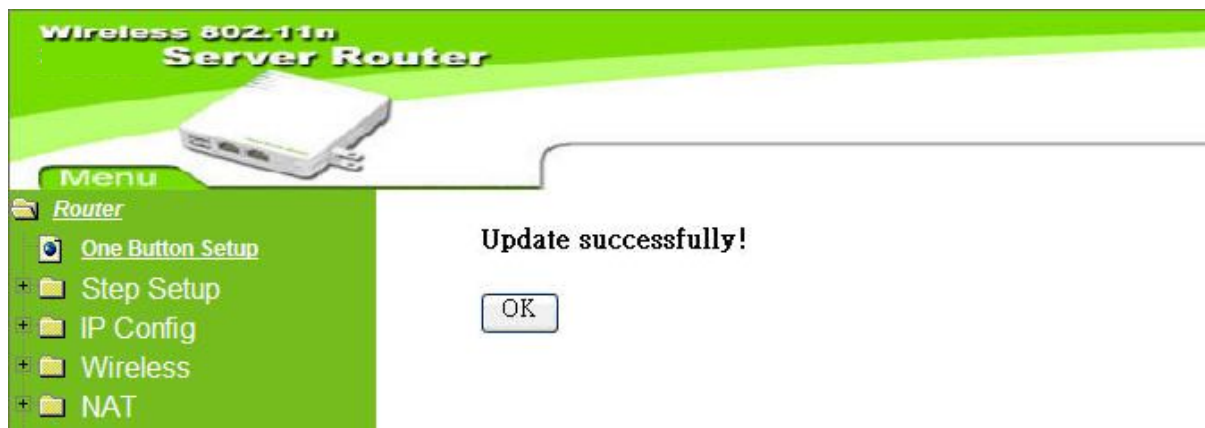 Wireless 802.11n
Server Router
Menu
Router
One Button Setup
Step Setup
IP Config
Wireless
NAT
Update successfully!
OK